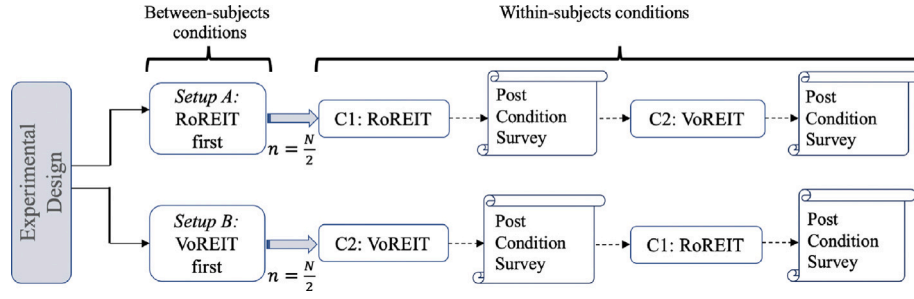 Between-subjects
conditions
Within-subjects conditions
Experimental
Design
Setup A:
RoREIT
first
n = N/2
C1: RoREIT
Post
Condition
Survey
C2: VoREIT
Post
Condition
Survey
Setup B:
VoREIT
first
n = N/2
C2: VoREIT
Post
Condition
Survey
C1: RoREIT
Post
Condition
Survey